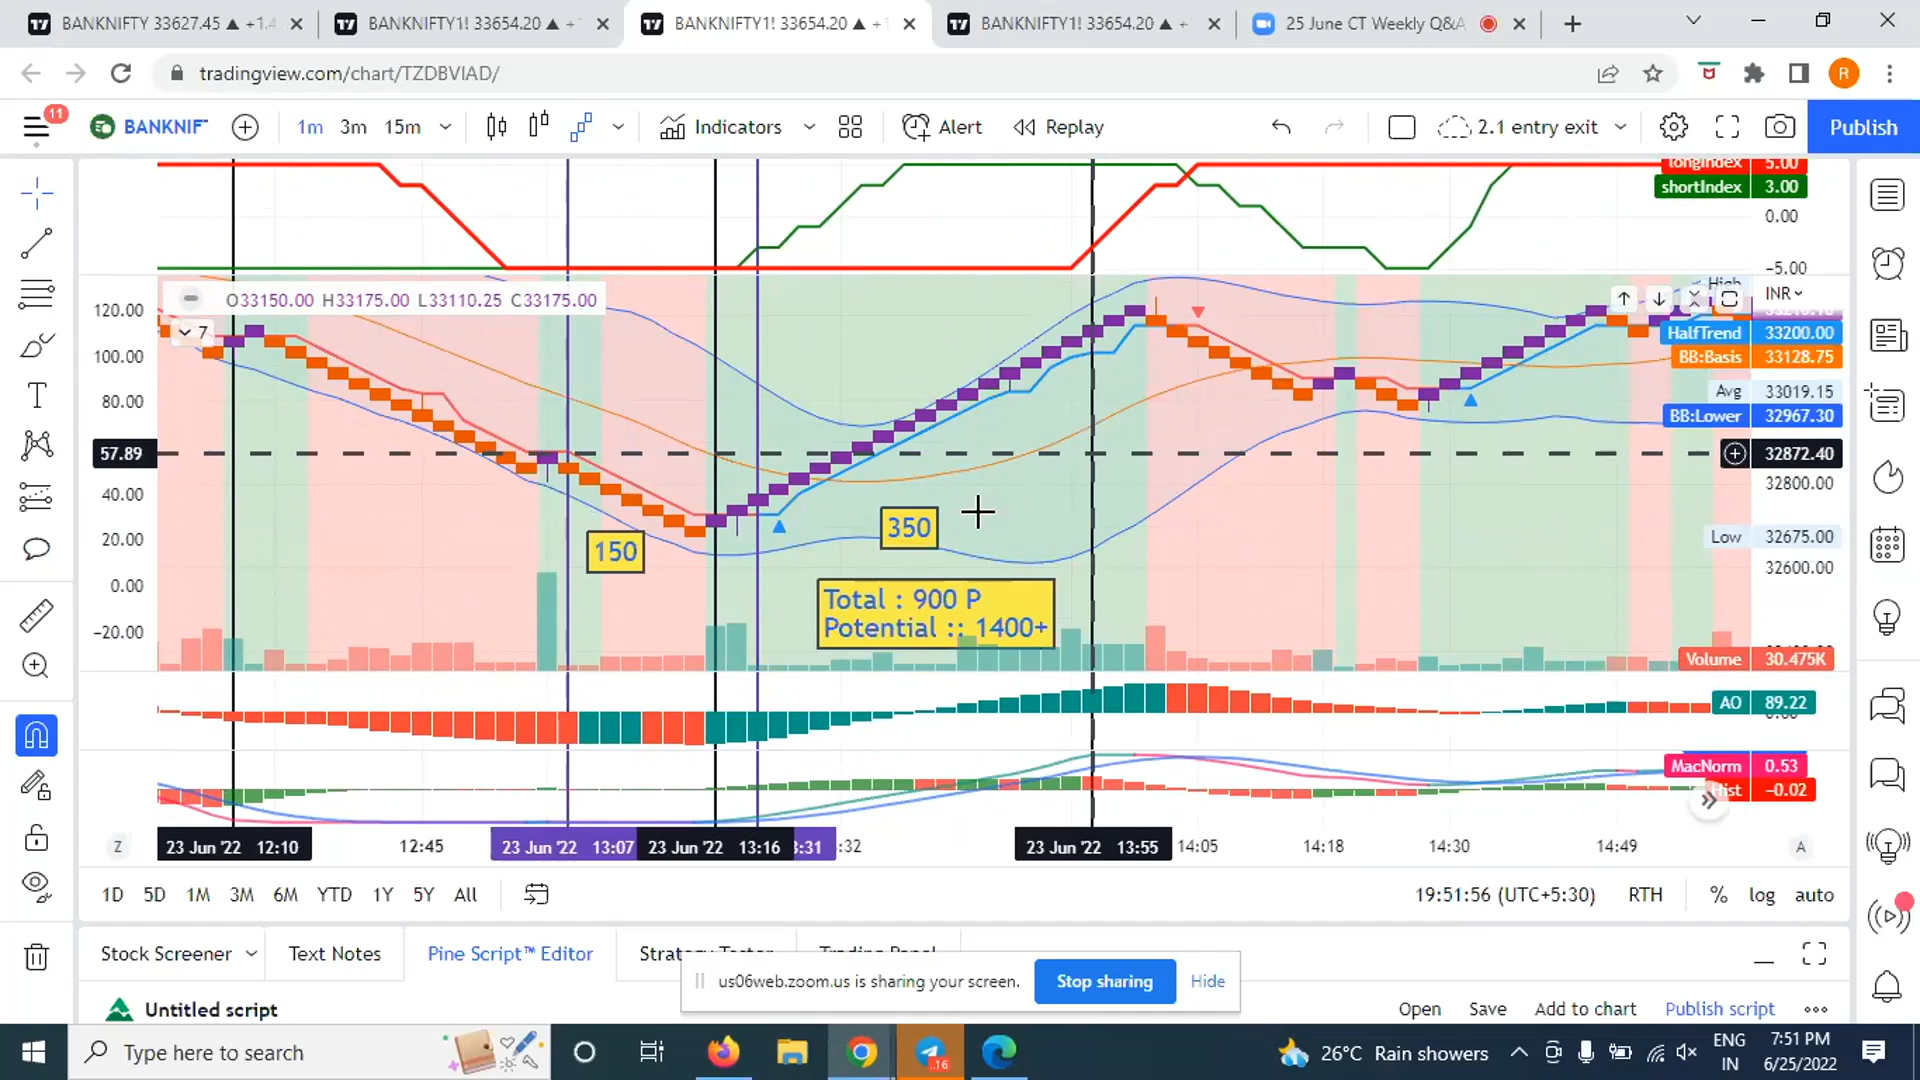 BANKNIFTY 33627.45 ▲ +1.4
BANKNIFTY1! 33654.20 ▲ +
BANKNIFTY1! 33654.20 ▲ +1
BANKNIFTY1! 33654.20 ▲ +
25 June CT Weekly Q&A
tradingview.com/chart/TZDBVIAD/
R
11
BANKNIF
1m 3m 15m
Indicators
Alert
Replay
2.1 entry exit
Publish
longIndex 5.00
shortIndex 3.00
0.00
−5.00
O33150.00 H33175.00 L33110.25 C33175.00
7
High
INR
HalfTrend 33200.00
BB:Basis 33128.75
Avg 33019.15
BB:Lower 32967.30
32872.40
32800.00
Low 32675.00
32600.00
120.00
100.00
80.00
57.89
40.00
20.00
0.00
−20.00
150
350
Total : 900 P
Potential :: 1400+
Volume 30.475K
AO 89.22
MacNorm 0.53
Hist −0.02
Z
23 Jun '22 12:10
12:45
23 Jun '22 13:07
23 Jun '22 13:16
:31
:32
23 Jun '22 13:55
14:05
14:18
14:30
14:49
A
1D 5D 1M 3M 6M YTD 1Y 5Y All
19:51:56 (UTC+5:30) RTH % log auto
Stock Screener
Text Notes
Pine Script™ Editor
us06web.zoom.us is sharing your screen.
Stop sharing
Hide
Untitled script
Open Save Add to chart Publish script
Type here to search
16
26°C Rain showers
ENG
IN
7:51 PM
6/25/2022